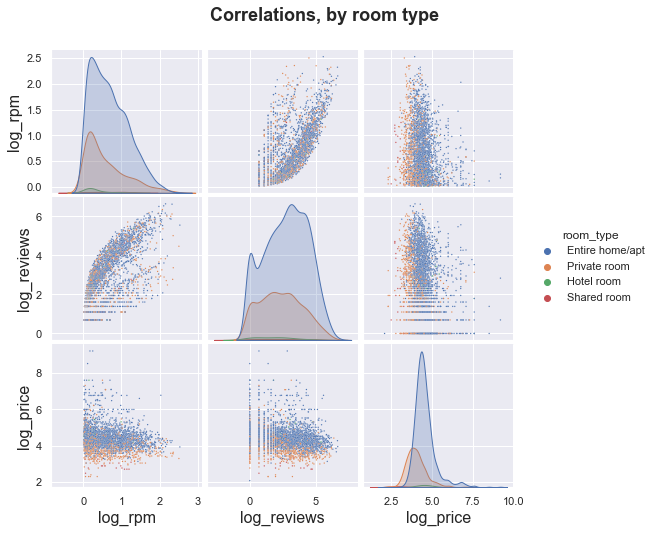 Correlations, by room type
log_rpm
2.5
2.0
1.5
1.0
0.5
0.0
log_reviews
6
4
2
0
log_price
8
6
4
2
0 1 2 3
0 5
2.5 5.0 7.5 10.0
log_rpm log_reviews log_price
room_type
Entire home/apt
Private room
Hotel room
Shared room